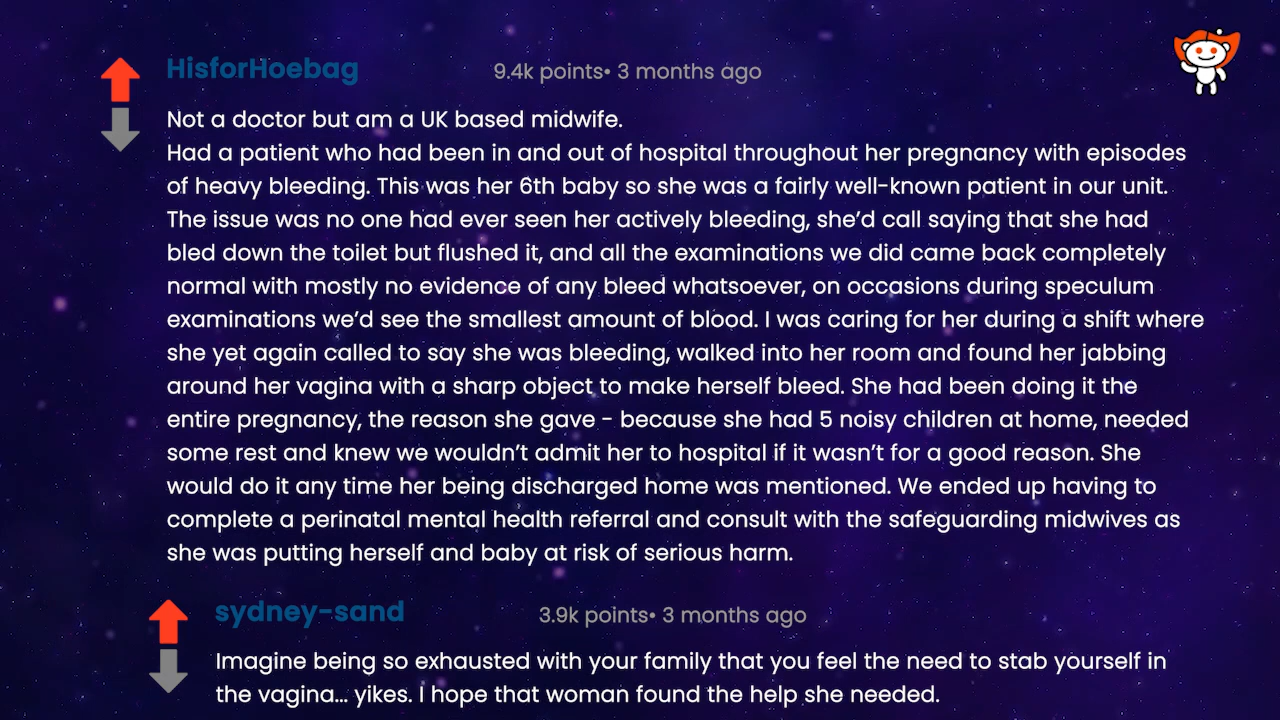 HisforHoebag 9.4k points• 3 months ago
Not a doctor but am a UK based midwife.
Had a patient who had been in and out of hospital throughout her pregnancy with episodes
of heavy bleeding. This was her 6th baby so she was a fairly well-known patient in our unit.
The issue was no one had ever seen her actively bleeding, she’d call saying that she had
bled down the toilet but flushed it, and all the examinations we did came back completely
normal with mostly no evidence of any bleed whatsoever, on occasions during speculum
examinations we’d see the smallest amount of blood. I was caring for her during a shift where
she yet again called to say she was bleeding, walked into her room and found her jabbing
around her vagina with a sharp object to make herself bleed. She had been doing it the
entire pregnancy, the reason she gave - because she had 5 noisy children at home, needed
some rest and knew we wouldn’t admit her to hospital if it wasn’t for a good reason. She
would do it any time her being discharged home was mentioned. We ended up having to
complete a perinatal mental health referral and consult with the safeguarding midwives as
she was putting herself and baby at risk of serious harm.
sydney-sand 3.9k points• 3 months ago
Imagine being so exhausted with your family that you feel the need to stab yourself in
the vagina... yikes. I hope that woman found the help she needed.